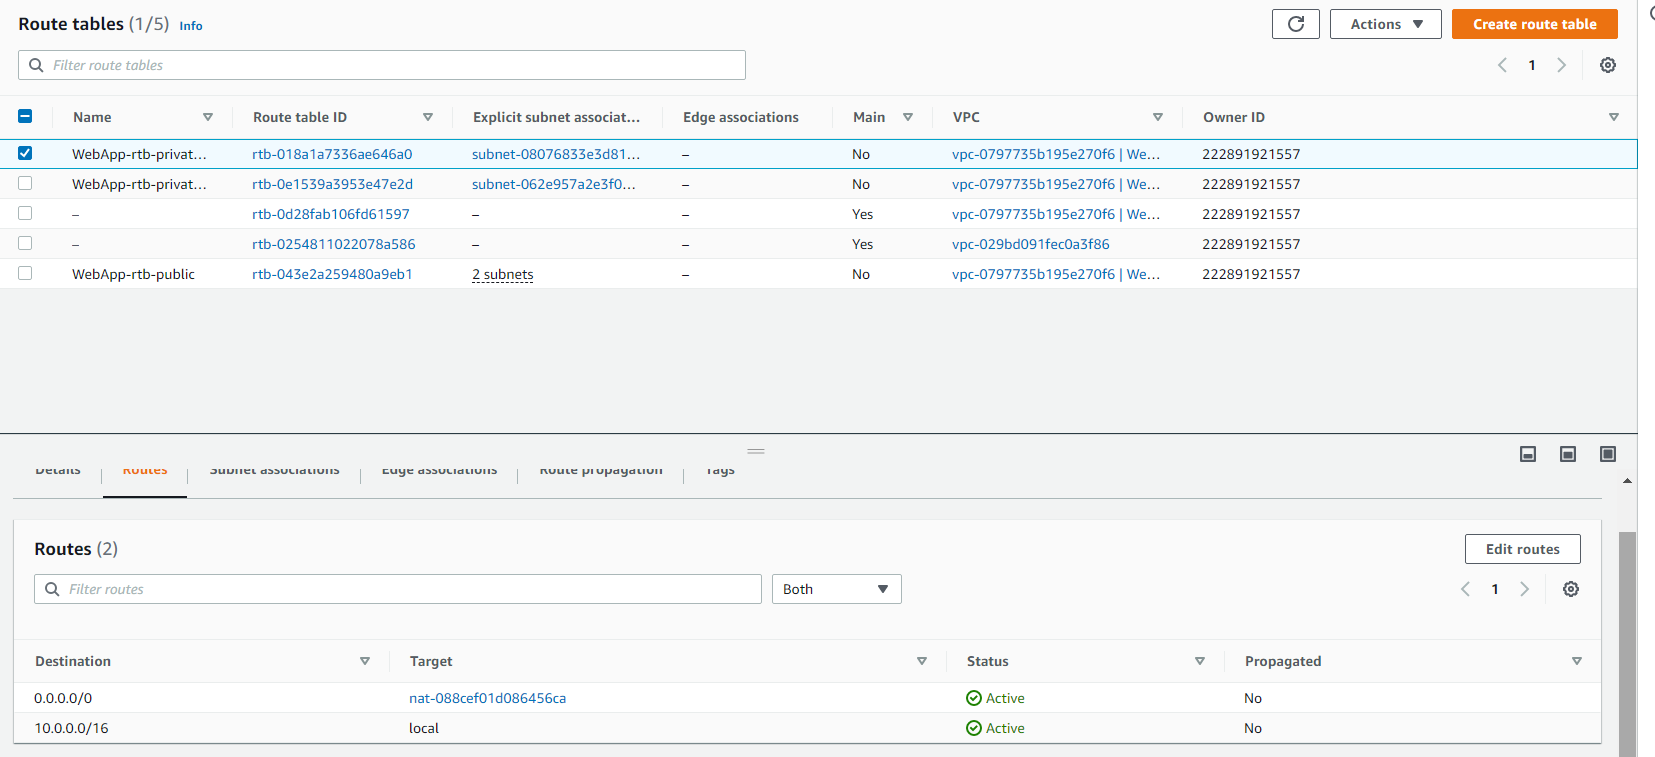 Route tables (1/5) Info
Actions Create route table
Filter route tables
1
Name Route table ID Explicit subnet associat... Edge associations Main VPC Owner ID
WebApp-rtb-privat... rtb-018a1a7336ae646a0 subnet-08076833e3d81... – No vpc-0797735b195e270f6 | We... 222891921557
WebApp-rtb-privat... rtb-0e1539a3953e47e2d subnet-062e957a2e3f0... – No vpc-0797735b195e270f6 | We... 222891921557
– rtb-0d28fab106fd61597 – – Yes vpc-0797735b195e270f6 | We... 222891921557
– rtb-0254811022078a586 – – Yes vpc-029bd091fec0a3f86 222891921557
WebApp-rtb-public rtb-043e2a259480a9eb1 2 subnets – No vpc-0797735b195e270f6 | We... 222891921557
Details Routes Subnet associations Edge associations Route propagation Tags
Routes (2)
Edit routes
Filter routes Both 1
Destination Target Status Propagated
0.0.0.0/0 nat-088cef01d086456ca Active No
10.0.0.0/16 local Active No